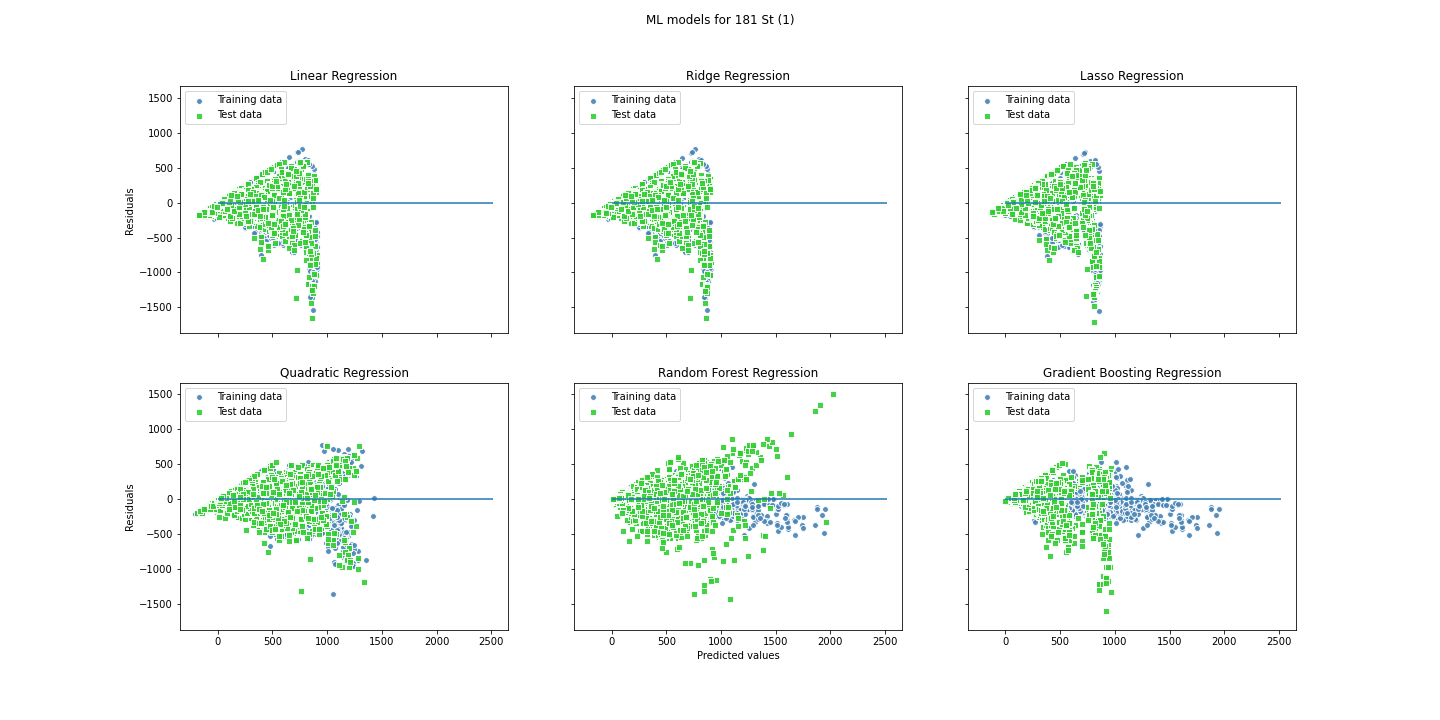 ML models for 181 St (1)
Linear Regression
Ridge Regression
Lasso Regression
Training data
Test data
Training data
Test data
Training data
Test data
1500
1000
500
0
−500
−1000
−1500
Residuals
Quadratic Regression
Random Forest Regression
Gradient Boosting Regression
Training data
Test data
Training data
Test data
Training data
Test data
1500
1000
500
0
−500
−1000
−1500
Residuals
0 500 1000 1500 2000 2500
0 500 1000 1500 2000 2500
0 500 1000 1500 2000 2500
Predicted values